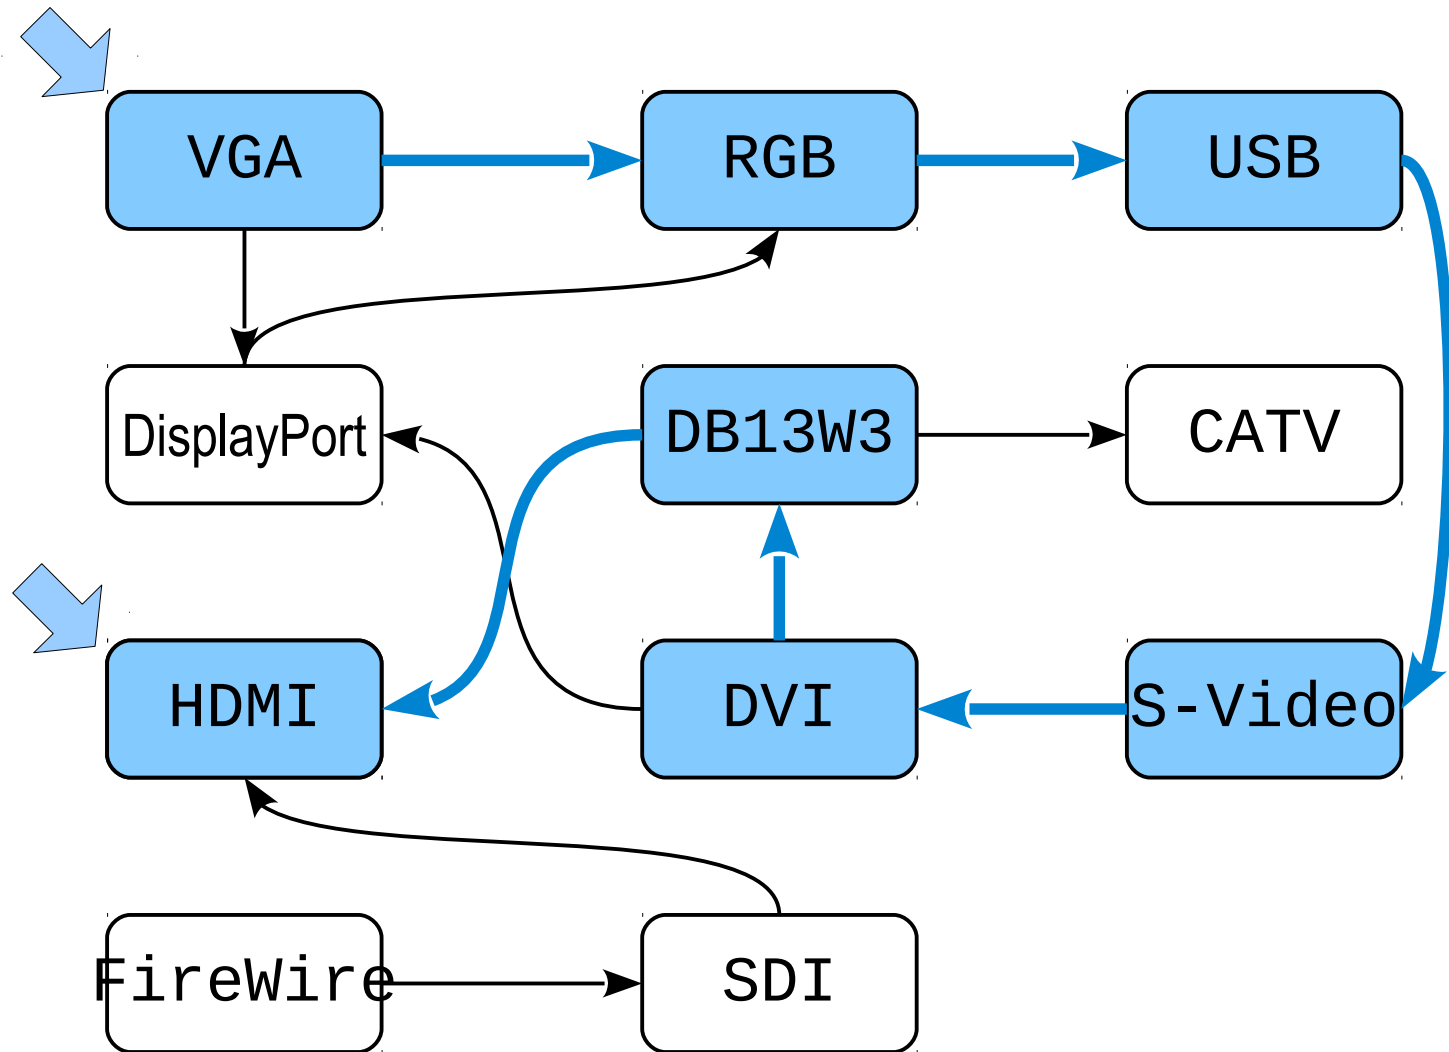 VGA
RGB
USB
DisplayPort
DB13W3
CATV
HDMI
DVI
S-Video
FireWire
SDI